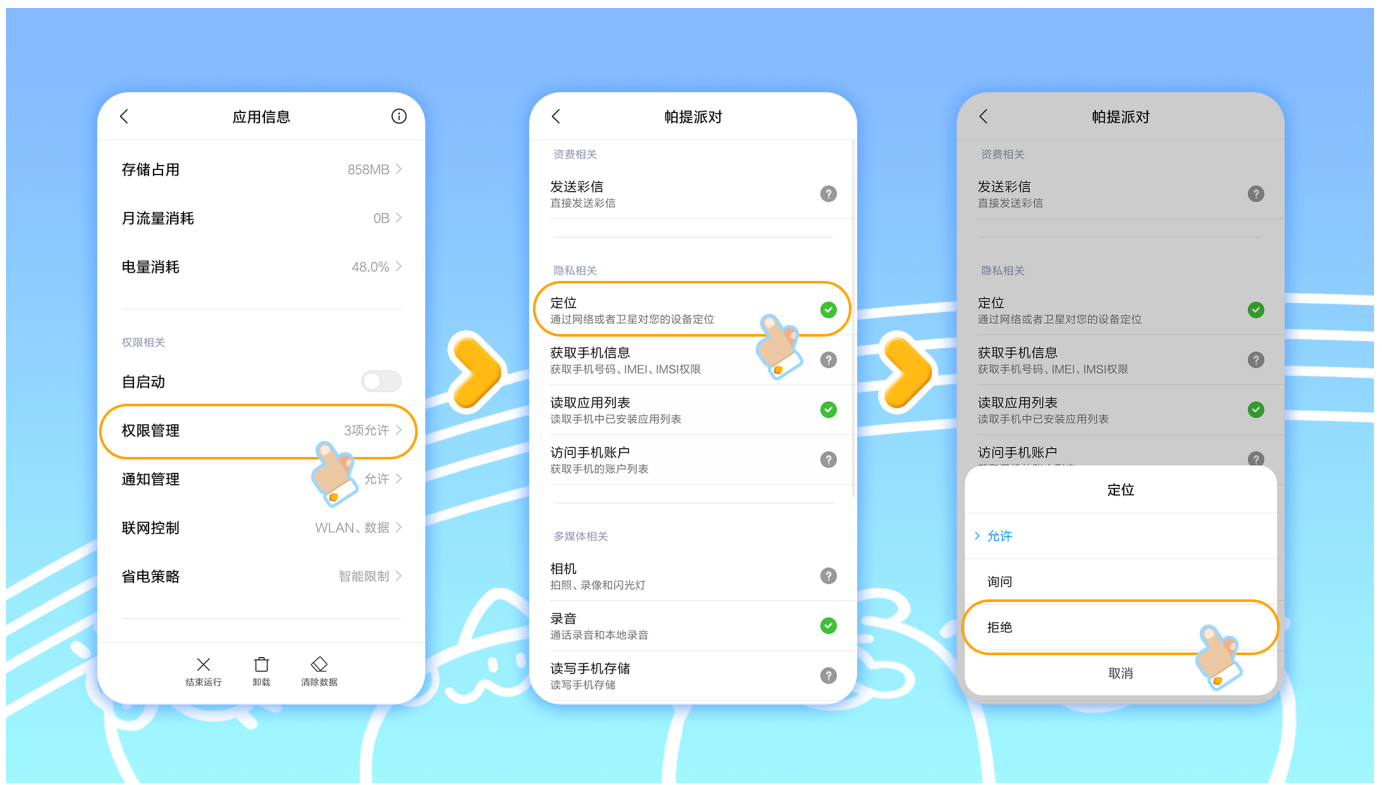 应用信息
存储占用 858MB
月流量消耗 0B
电量消耗 48.0%
权限相关
自启动
权限管理 3项允许
通知管理 允许
联网控制 WLAN、数据
省电策略 智能限制
结束运行 卸载 清除数据
帕提派对
资费相关
发送彩信
直接发送彩信
隐私相关
定位
通过网络或者卫星对您的设备定位
获取手机信息
获取手机号码、IMEI、IMSI权限
读取应用列表
读取手机中已安装应用列表
访问手机账户
获取手机的账户列表
多媒体相关
相机
拍照、录像和闪光灯
录音
通话录音和本地录音
读写手机存储
读写手机存储
帕提派对
资费相关
发送彩信
直接发送彩信
隐私相关
定位
通过网络或者卫星对您的设备定位
获取手机信息
获取手机号码、IMEI、IMSI权限
读取应用列表
读取手机中已安装应用列表
访问手机账户
定位
允许
询问
拒绝
取消